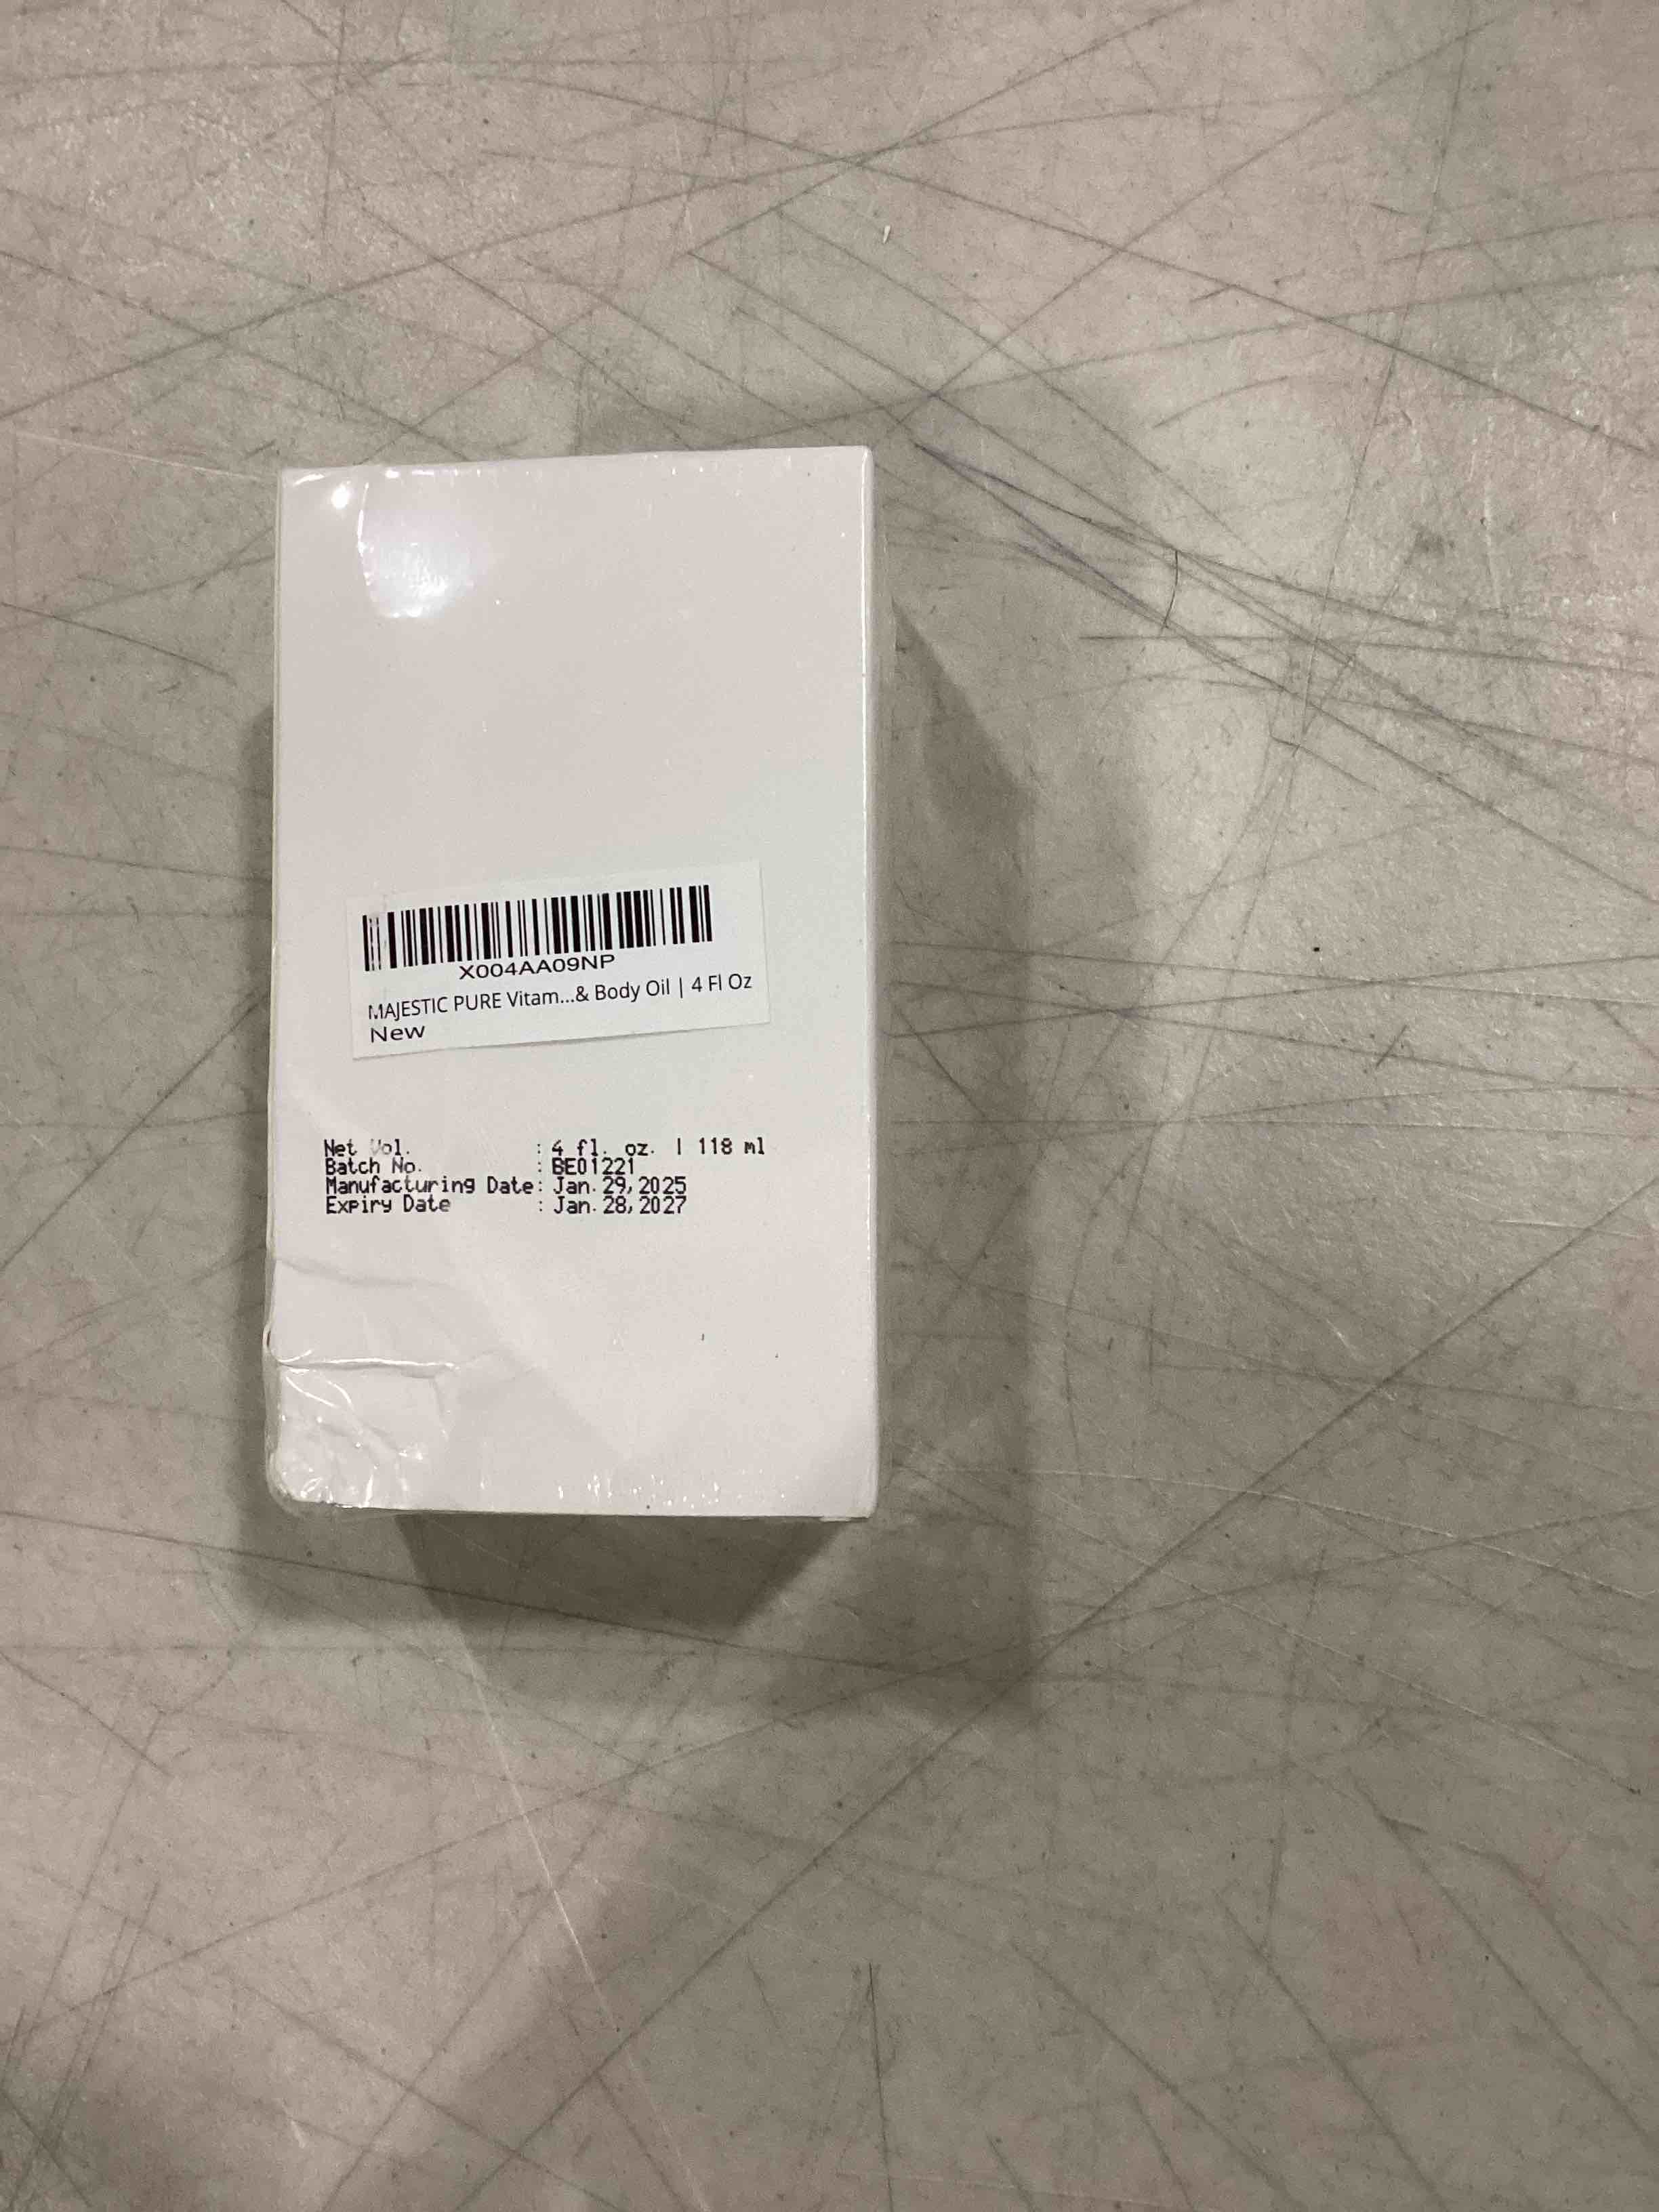 X004AA09NP
MAJESTIC PURE Vitam...& Body Oil | 4 Fl Oz
New
Net Vol. : 4 fl. oz. | 118 ml
Batch No. : BE01221
Manufacturing Date: Jan. 29, 2025
Expiry Date : Jan. 28, 2027